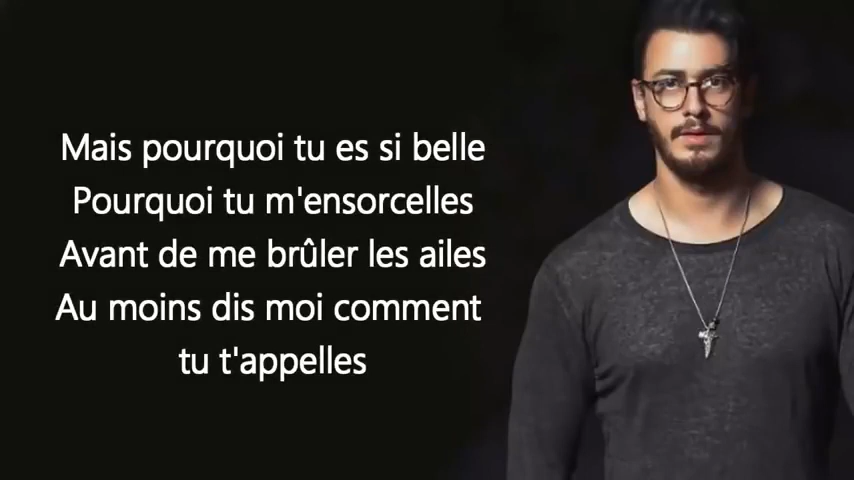 Mais pourquoi tu es si belle
Pourquoi tu m'ensorcelles
Avant de me brûler les ailes
Au moins dis moi comment
tu t'appelles